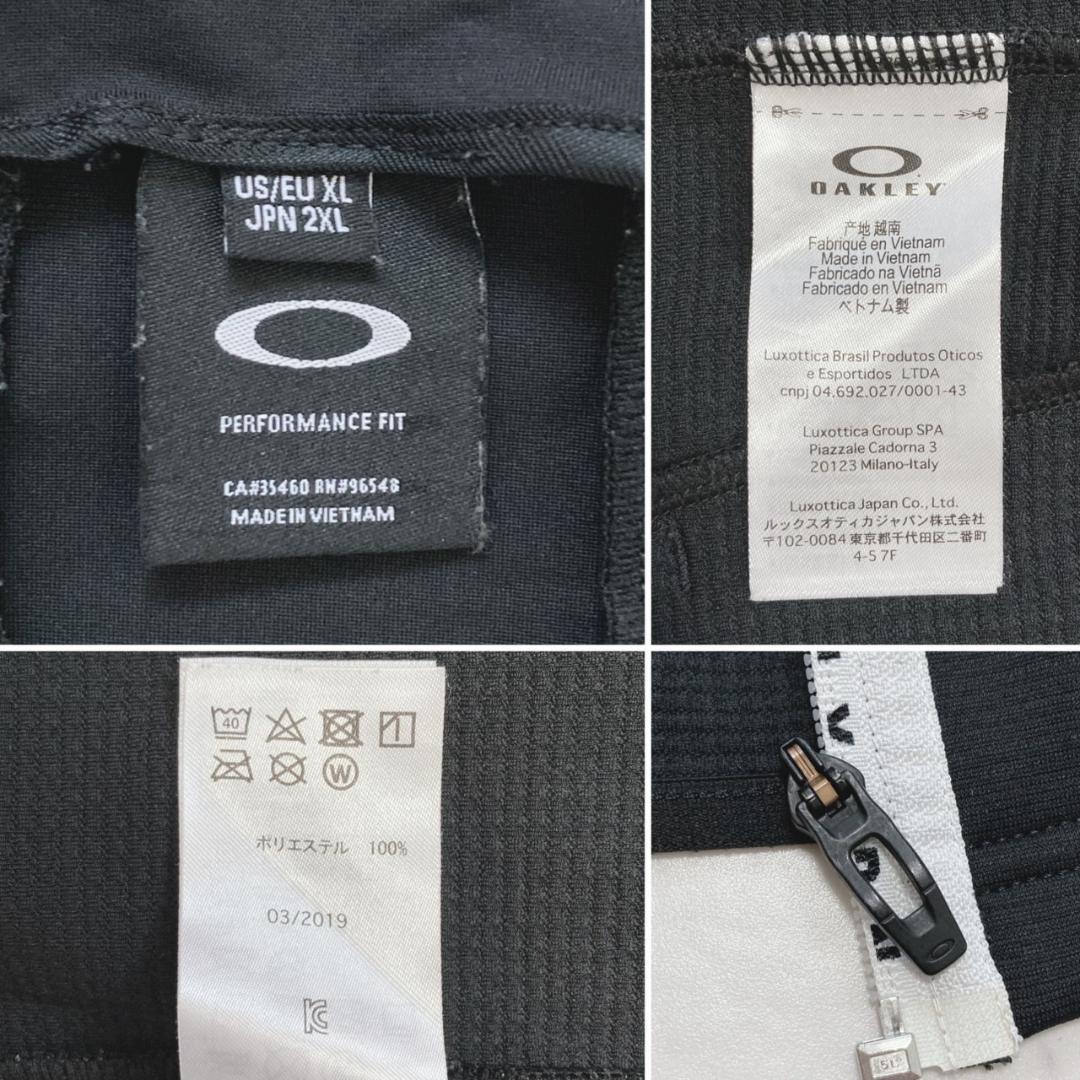 US/EU XL
JPN 2XL
PERFORMANCE FIT
CA#35460 RN#96548
MADE IN VIETNAM
OAKLEY
产地 越南
Fabriqué en Vietnam
Made in Vietnam
Fabricado na Vietnã
Fabricado en Vietnam
ベトナム製
Luxottica Brasil Produtos Oticos
e Esportidos LTDA
cnpj 04.692.027/0001-43
Luxottica Group SPA
Piazzale Cadorna 3
20123 Milano-Italy
Luxottica Japan Co., Ltd.
ルックスオティカジャパン株式会社
〒102-0084 東京都千代田区二番町
4-5 7F
40
W
ポリエステル 100%
03/2019